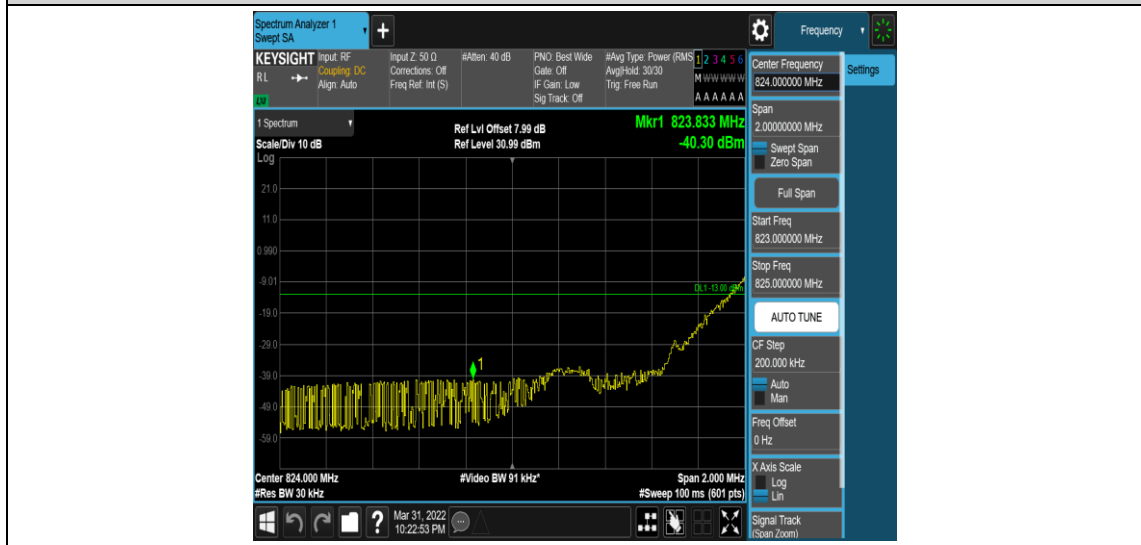 Spectrum Analyzer 1
Swept SA
+
Frequency
KEYSIGHT
RL
LXI
Input: RF
Coupling: DC
Align: Auto
Input Z: 50 Ω
Corrections: Off
Freq Ref: Int (S)
#Atten: 40 dB
PNO: Best Wide
Gate: Off
IF Gain: Low
Sig Track: Off
#Avg Type: Power (RMS
Avg|Hold: 30/30
Trig: Free Run
1 2 3 4 5 6
M W W W W W
A A A A A A
1 Spectrum
Scale/Div 10 dB
Log
Ref Lvl Offset 7.99 dB
Ref Level 30.99 dBm
Mkr1 823.833 MHz
-40.30 dBm
21.0
11.0
0.990
-9.01
-19.0
-29.0
-39.0
-49.0
-59.0
DL1 -13.00 dBm
1
Center 824.000 MHz
#Res BW 30 kHz
#Video BW 91 kHz*
Span 2.000 MHz
#Sweep 100 ms (601 pts)
Center Frequency
824.000000 MHz
Settings
Span
2.00000000 MHz
Swept Span
Zero Span
Full Span
Start Freq
823.000000 MHz
Stop Freq
825.000000 MHz
AUTO TUNE
CF Step
200.000 kHz
Auto
Man
Freq Offset
0 Hz
X Axis Scale
Log
Lin
Signal Track
(Span Zoom)
?
Mar 31, 2022
10:22:53 PM